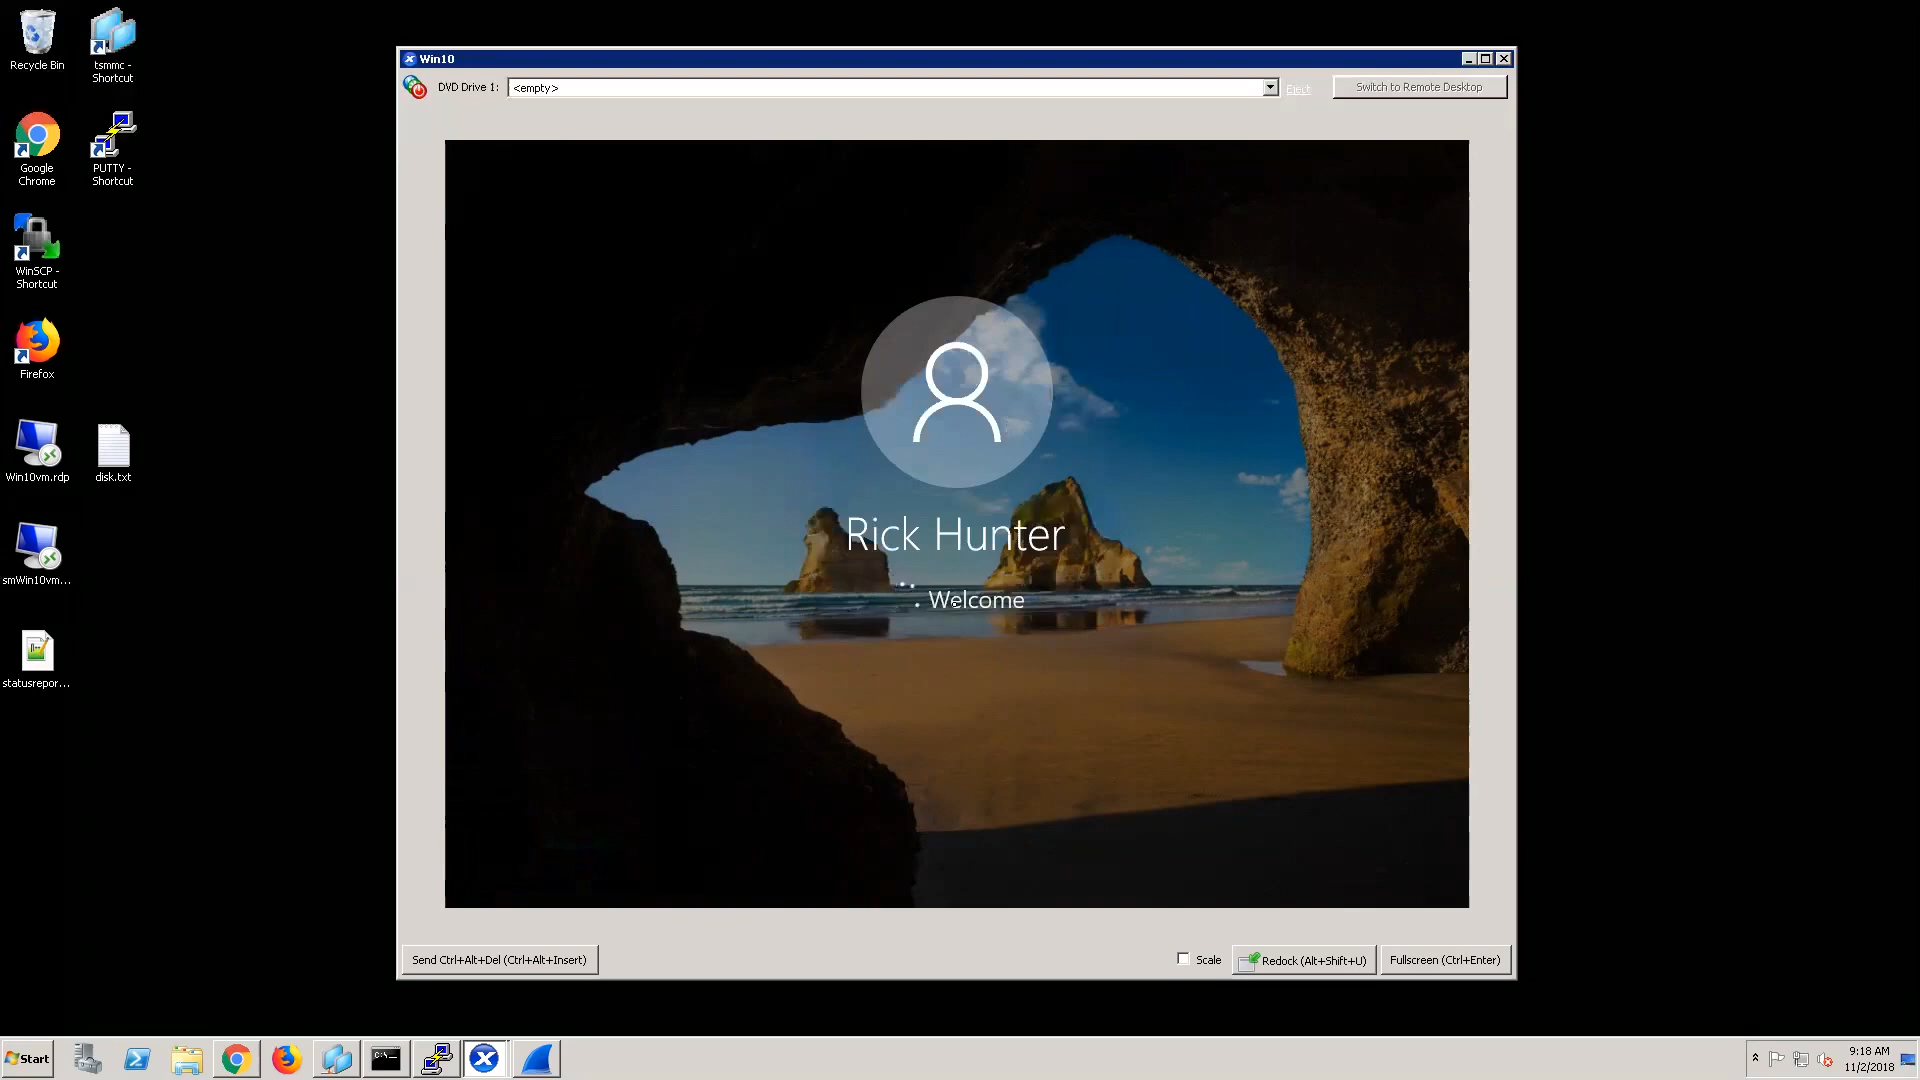 Recycle Bin
tsmmc -
Shortcut
Google
Chrome
PUTTY -
Shortcut
WinSCP -
Shortcut
Firefox
Win10vm.rdp
disk.txt
smWin10vm...
statusrepor...
Win10
DVD Drive 1:
<empty>
Eject
Switch to Remote Desktop
Rick Hunter
Welcome
Send Ctrl+Alt+Del (Ctrl+Alt+Insert)
Scale
Redock (Alt+Shift+U)
Fullscreen (Ctrl+Enter)
Start
C:\_
9:18 AM
11/2/2018